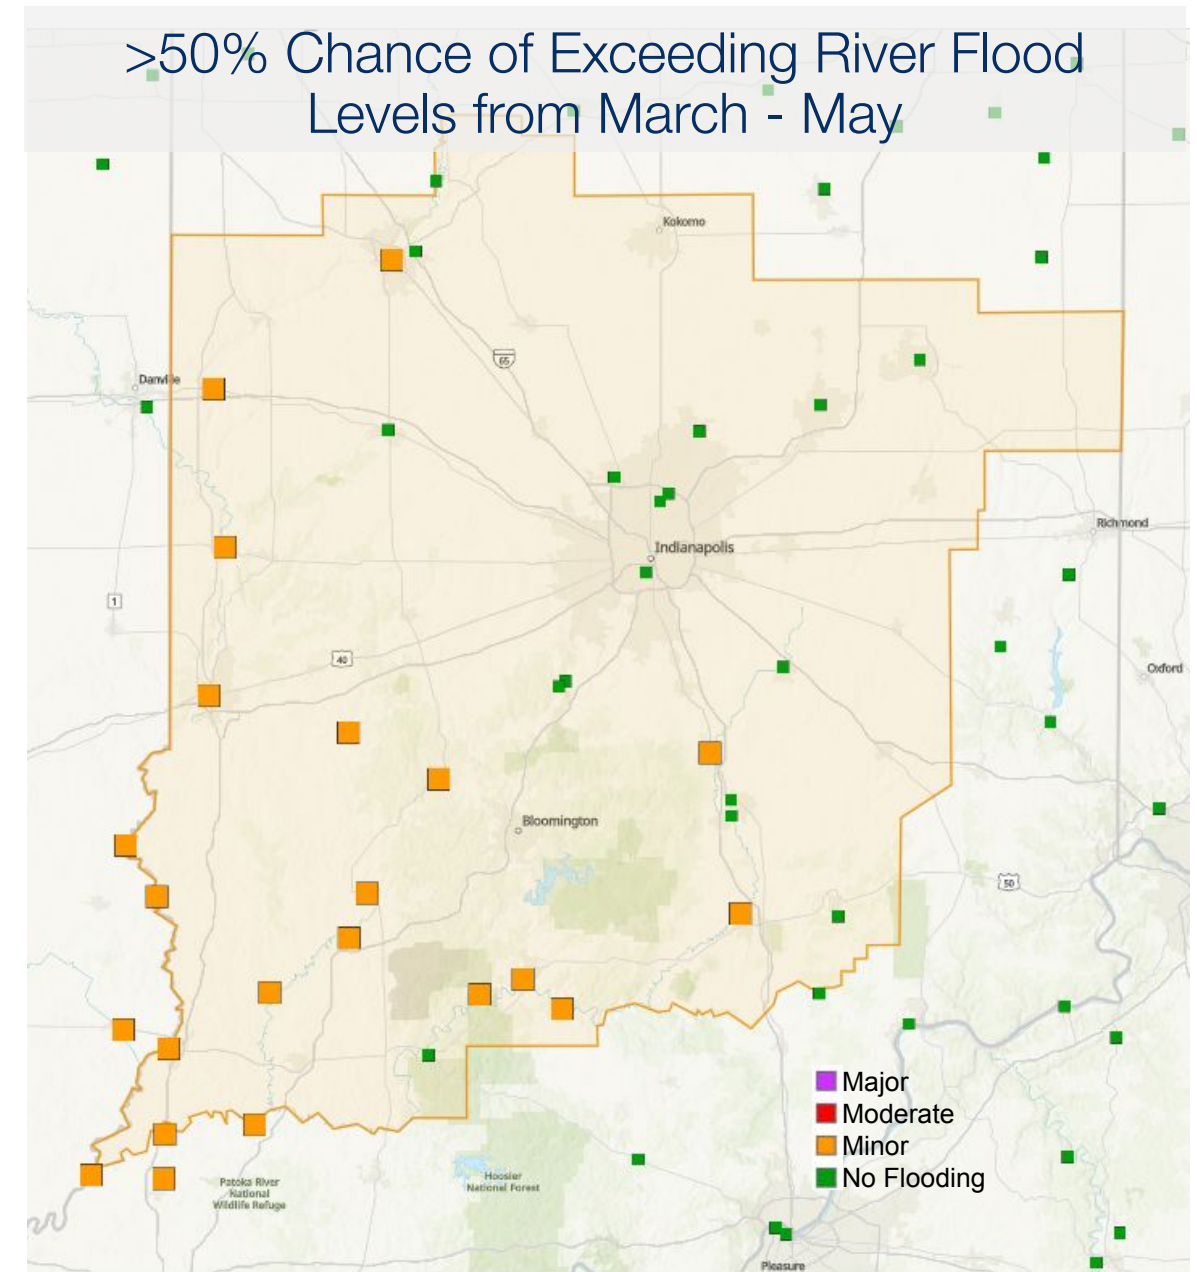 >50% Chance of Exceeding River Flood
Levels from March - May
Kokomo
65
Danville
Richmond
Indianapolis
1
40
Oxford
Bloomington
50
Major
Moderate
Minor
No Flooding
Patoka River
National
Wildlife Refuge
Hoosier
National Forest
Pleasure